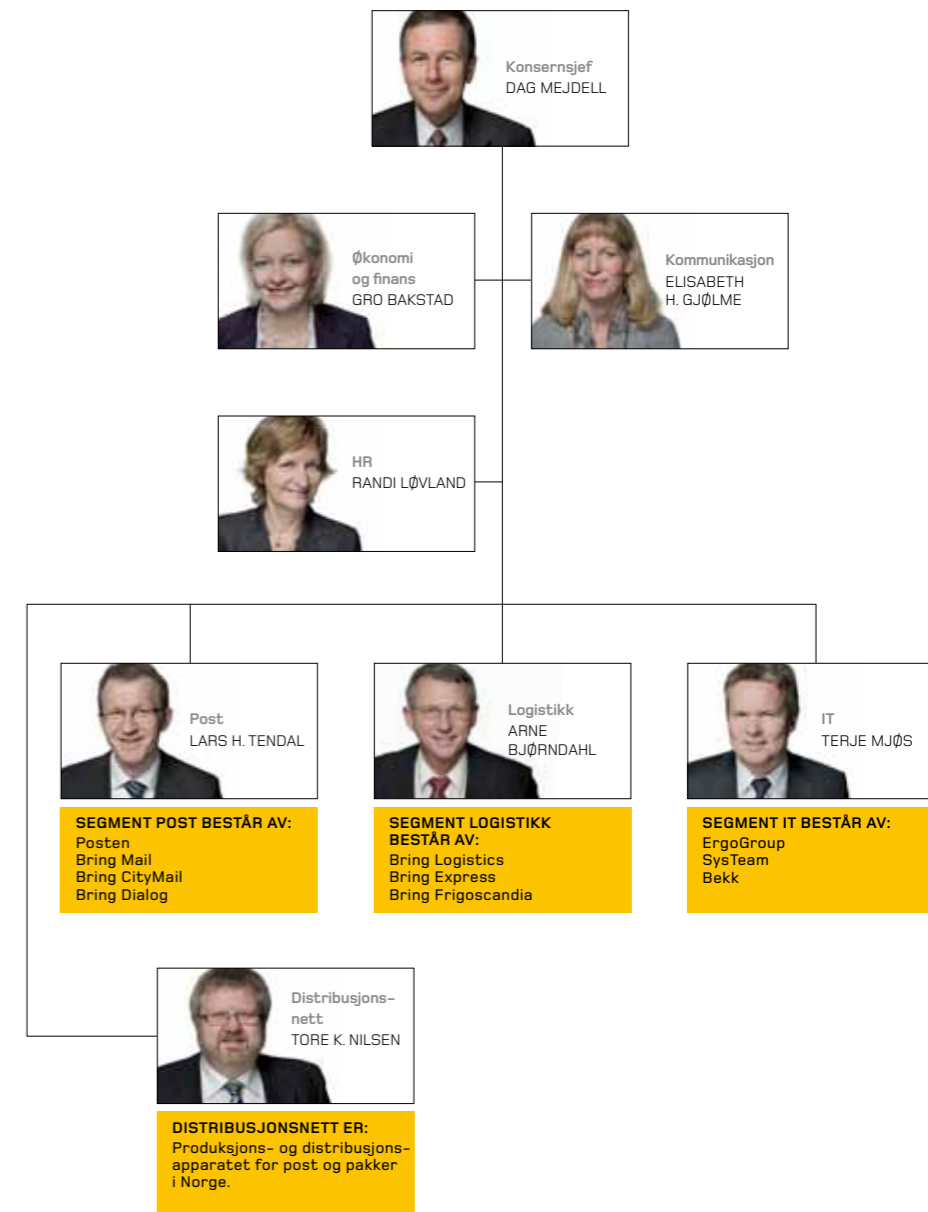 Konsernsjef
DAG MEJDELL
Økonomi
og finans
GRO BAKSTAD
Kommunikasjon
ELISABETH
H. GJØLME
HR
RANDI LØVLAND
Post
LARS H. TENDAL
Logistikk
ARNE
BJØRNDAHL
IT
TERJE MJØS
SEGMENT POST BESTÅR AV:
Posten
Bring Mail
Bring CityMail
Bring Dialog
SEGMENT LOGISTIKK
BESTÅR AV:
Bring Logistics
Bring Express
Bring Frigoscandia
SEGMENT IT BESTÅR AV:
ErgoGroup
SysTeam
Bekk
Distribusjons-
nett
TORE K. NILSEN
DISTRIBUSJONSNETT ER:
Produksjons- og distribusjons-
apparatet for post og pakker
i Norge.